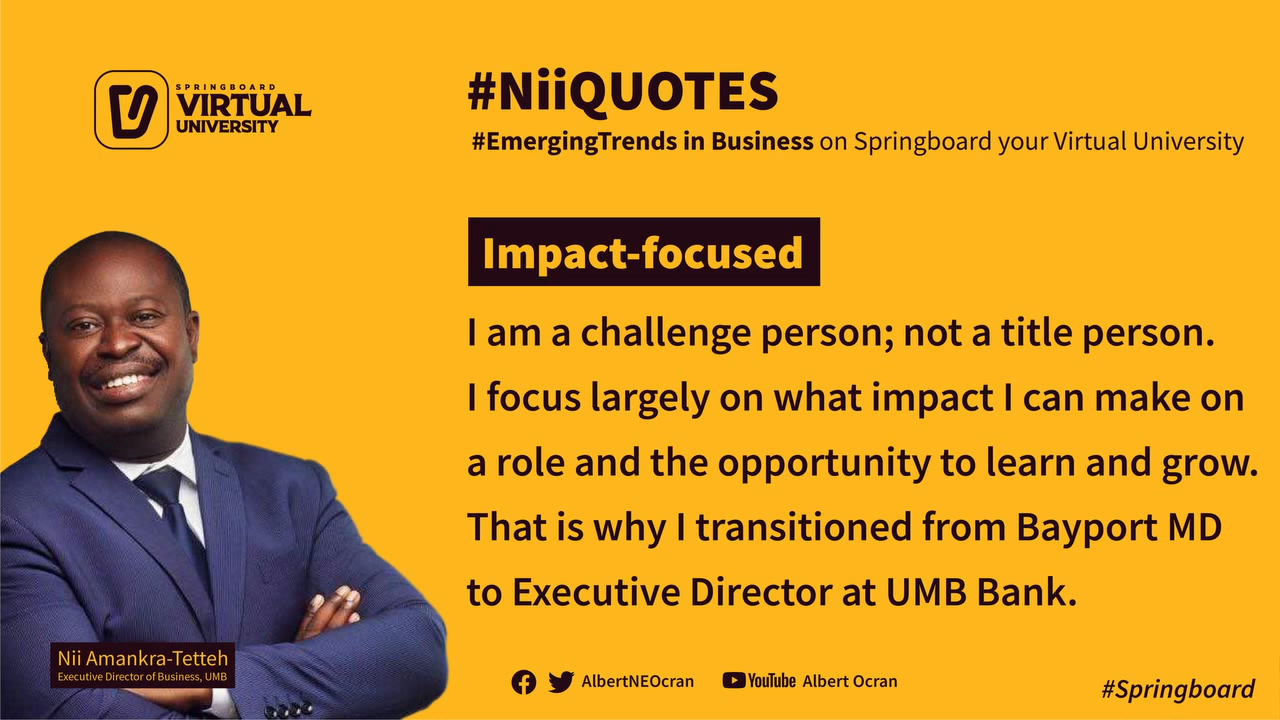 SPRINGBOARD
VIRTUAL
UNIVERSITY
#NiiQUOTES
#EmergingTrends in Business on Springboard your Virtual University
Impact-focused
I am a challenge person; not a title person.
I focus largely on what impact I can make on
a role and the opportunity to learn and grow.
That is why I transitioned from Bayport MD
to Executive Director at UMB Bank.
Nii Amankra-Tetteh
Executive Director of Business, UMB
AlbertNEOcran
YouTube Albert Ocran
#Springboard